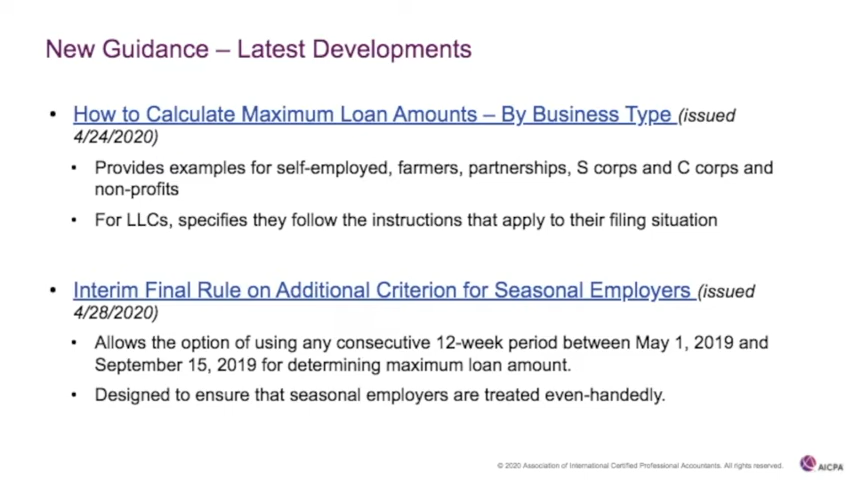 New Guidance – Latest Developments
• How to Calculate Maximum Loan Amounts – By Business Type (issued
4/24/2020)
• Provides examples for self-employed, farmers, partnerships, S corps and C corps and
non-profits
• For LLCs, specifies they follow the instructions that apply to their filing situation
• Interim Final Rule on Additional Criterion for Seasonal Employers (issued
4/28/2020)
• Allows the option of using any consecutive 12-week period between May 1, 2019 and
September 15, 2019 for determining maximum loan amount.
• Designed to ensure that seasonal employers are treated even-handedly.
© 2020 Association of International Certified Professional Accountants. All rights reserved.
AICPA